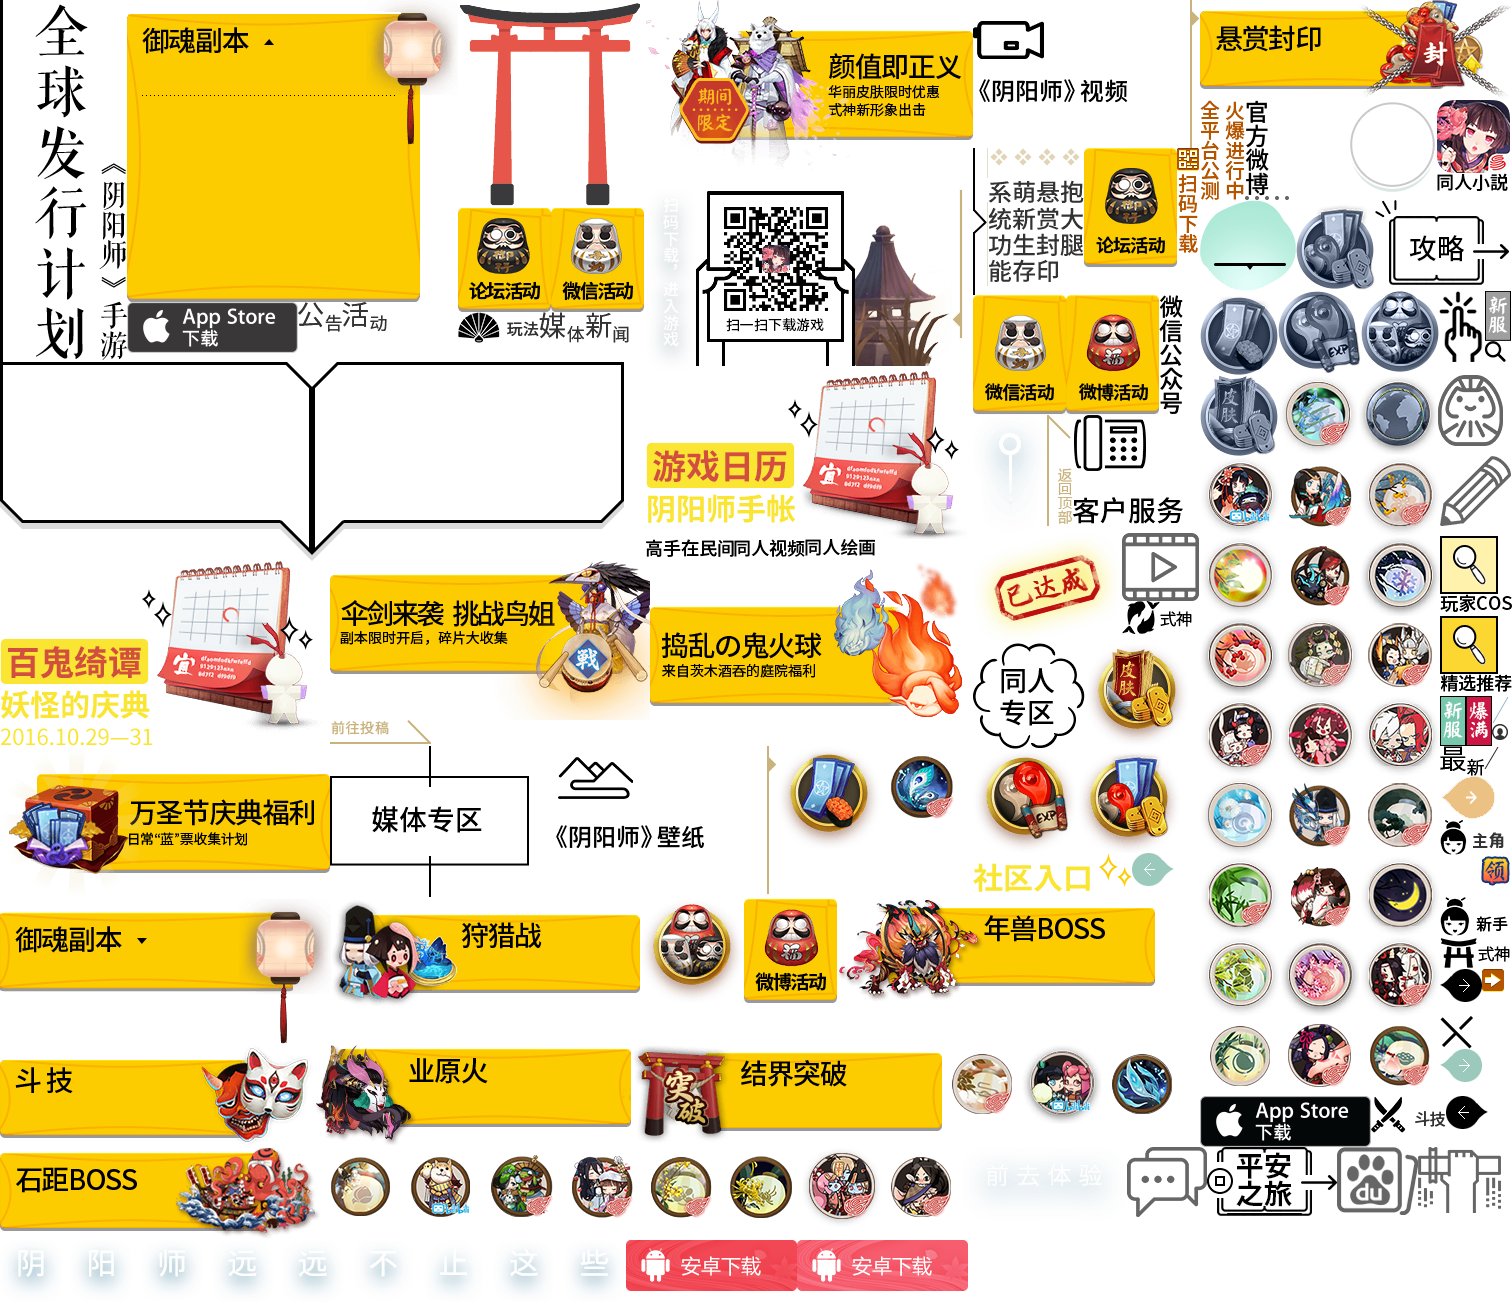 全球发行计划
《阴阳师》手游
御魂副本
App Store
下载
公告活动
论坛活动
微信活动
玩法
媒体新闻
期间
限定
颜值即正义
华丽皮肤限时优惠
式神新形象出击
扫码下载，进入游戏
扫一扫下载游戏
《阴阳师》视频
系萌悬抱
统新赏大
功生封腿
能存印
论坛活动
扫码下载
微信活动
微博活动
微信公众号
悬赏封印
封
全平台公测
火爆进行中
官方微博
同人小説
攻略
新服
皮肤
EXP
游戏日历
阴阳师手帐
宜
高手在民间同人视频同人绘画
返回顶部
客户服务
已达成
式神
同人
专区
皮肤
百鬼绮谭
妖怪的庆典
2016.10.29—31
宜
伞剑来袭 挑战鸟姐
副本限时开启，碎片大收集
戰
捣乱の鬼火球
来自茨木酒吞的庭院福利
前往投稿
万圣节庆典福利
日常“蓝”票收集计划
媒体专区
《阴阳师》壁纸
EXP
社区入口
bilibili
玩家COS
精选推荐
新服
爆满
最新
主角
领
新手
式神
御魂副本
狩猎战
微博活动
年兽BOSS
斗技
业原火
突破
结界突破
bilibili
App Store
下载
斗技
石距BOSS
bilibili
前去体验
平安
之旅
du
阴阳师远远不止这些
安卓下载
安卓下载